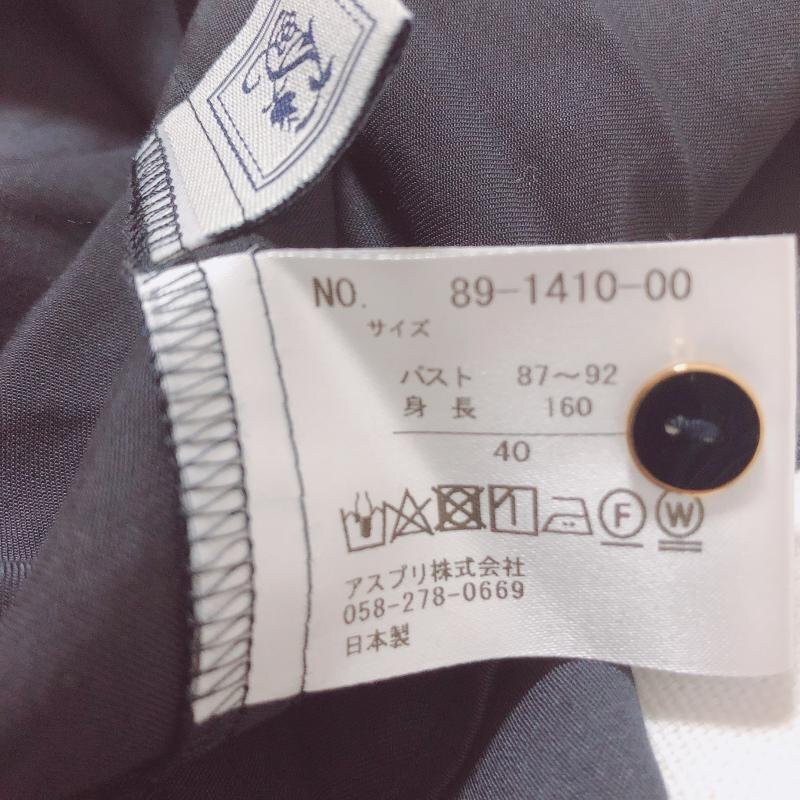 NO. 89-1410-00
サイズ
バスト 87～92
身長 160
40
F W
アスプリ株式会社
058-278-0669
日本製